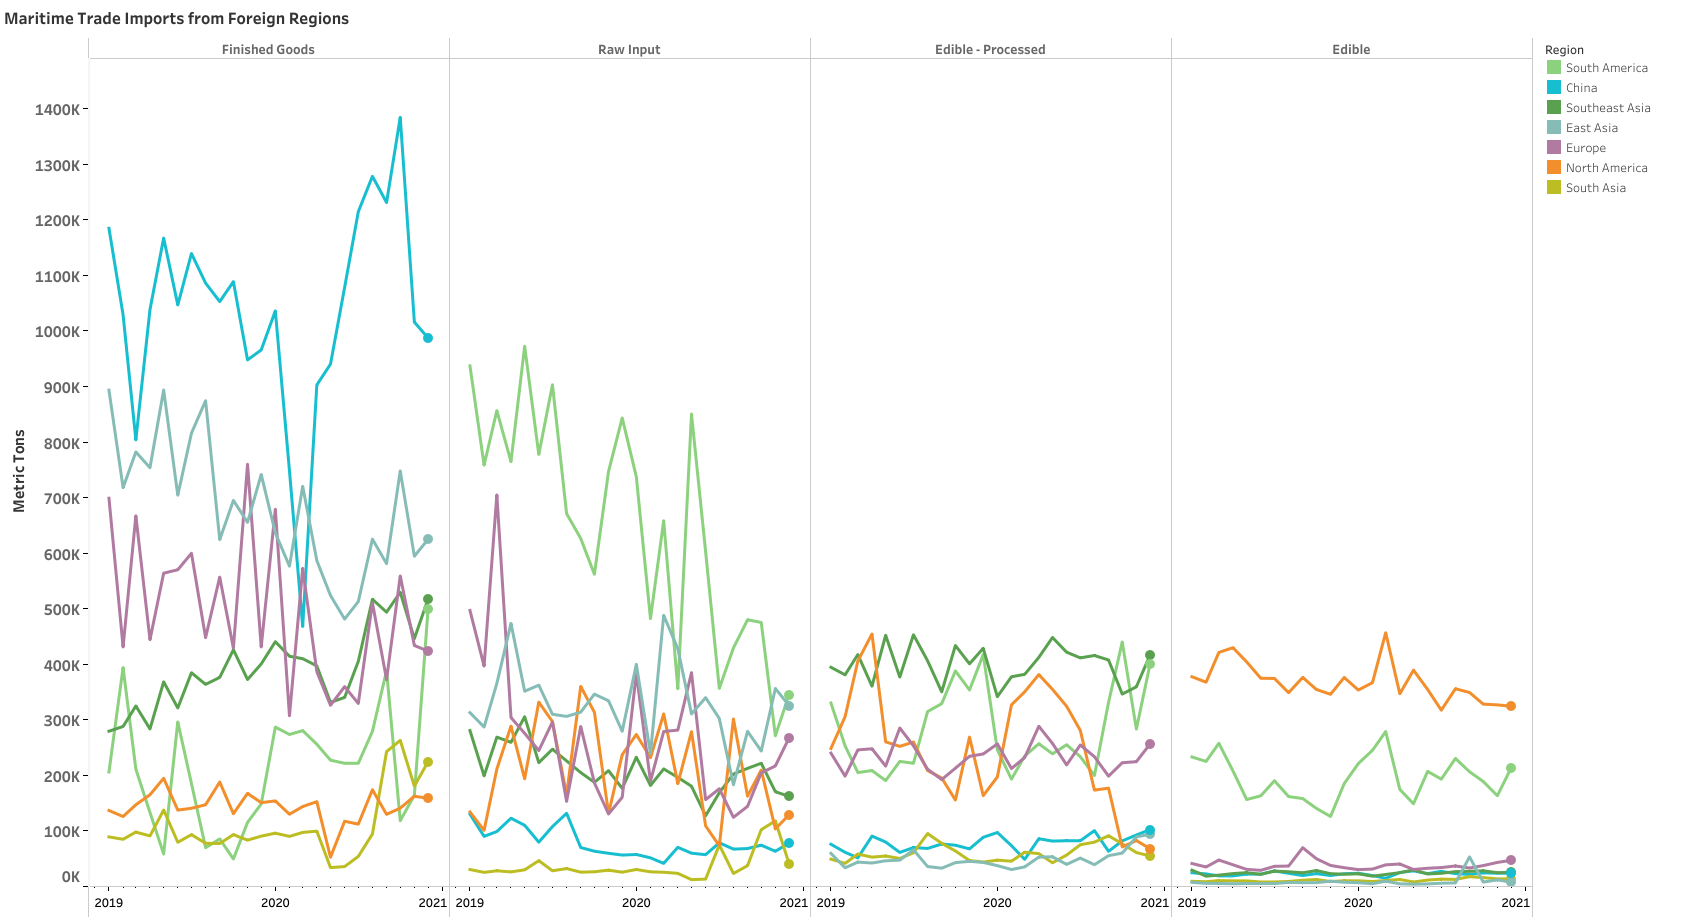 Maritime Trade Imports from Foreign Regions
Finished Goods
Raw Input
Edible - Processed
Edible
Region
South America
China
Southeast Asia
East Asia
Europe
North America
South Asia
Metric Tons
1400K
1300K
1200K
1100K
1000K
900K
800K
700K
600K
500K
400K
300K
200K
100K
0K
2019 2020 2021 2019 2020 2021 2019 2020 2021 2019 2020 2021